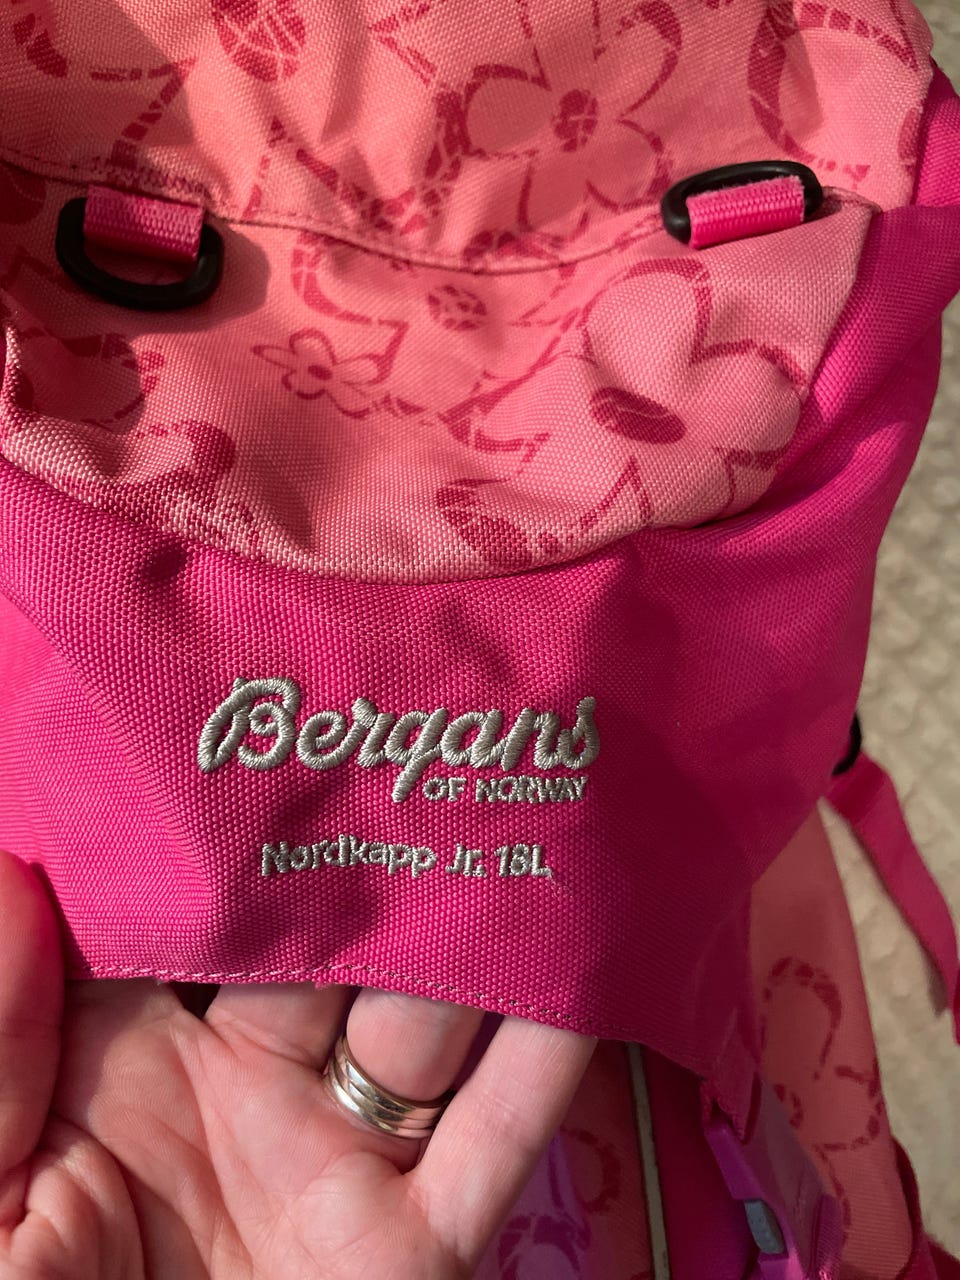 Bergans
OF NORWAY
Nordkapp Jr. 18L